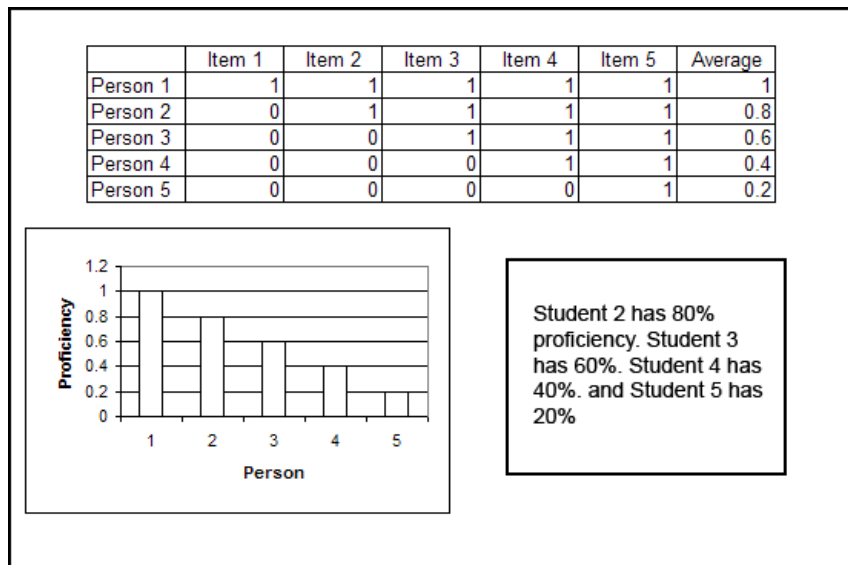 Item 1 Item 2 Item 3 Item 4 Item 5 Average
Person 1 1 1 1 1 1 1
Person 2 0 1 1 1 1 0.8
Person 3 0 0 1 1 1 0.6
Person 4 0 0 0 1 1 0.4
Person 5 0 0 0 0 1 0.2
1.2
1
0.8
0.6
0.4
0.2
0
Proficiency
1 2 3 4 5
Person
Student 2 has 80%
proficiency. Student 3
has 60%. Student 4 has
40%. and Student 5 has
20%